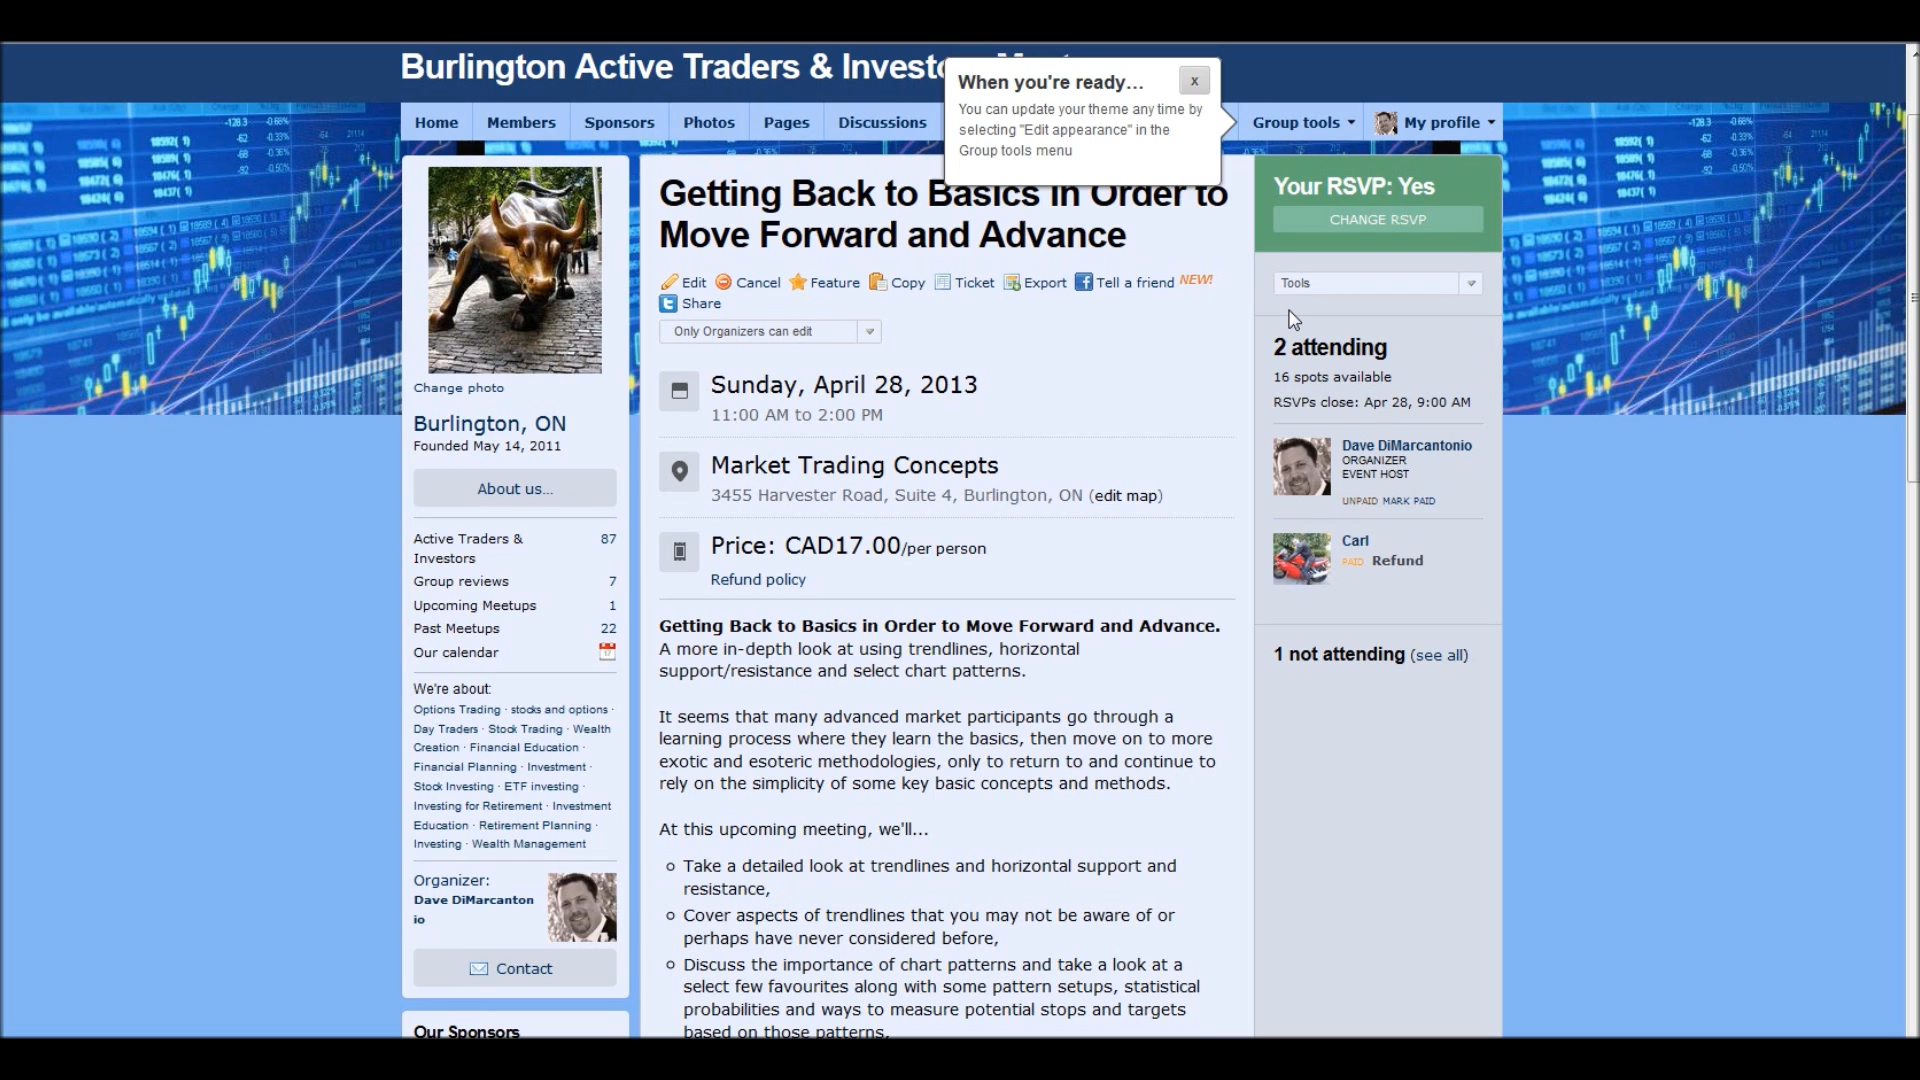 Burlington Active Traders &
When you're ready...
x
You can update your theme any time by
selecting "Edit appearance" in the
Group tools menu
Home
Members
Sponsors
Photos
Pages
Discussions
Group tools
My profile
Change photo
Burlington, ON
Founded May 14, 2011
About us...
Active Traders & 87
Investors
Group reviews 7
Upcoming Meetups 1
Past Meetups 22
Our calendar
We're about:
Options Trading · stocks and options ·
Day Traders · Stock Trading · Wealth
Creation · Financial Education ·
Financial Planning · Investment ·
Stock Investing · ETF investing ·
Investing for Retirement · Investment
Education · Retirement Planning ·
Investing · Wealth Management
Organizer:
Dave DiMarcanton
io
Contact
Our Sponsors
Getting Back to Basics in Order to
Move Forward and Advance
Edit Cancel Feature Copy Ticket Export Tell a friend NEW!
Share
Only Organizers can edit
Sunday, April 28, 2013
11:00 AM to 2:00 PM
Market Trading Concepts
3455 Harvester Road, Suite 4, Burlington, ON (edit map)
Price: CAD17.00/per person
Refund policy
Getting Back to Basics in Order to Move Forward and Advance.
A more in-depth look at using trendlines, horizontal
support/resistance and select chart patterns.
It seems that many advanced market participants go through a
learning process where they learn the basics, then move on to more
exotic and esoteric methodologies, only to return to and continue to
rely on the simplicity of some key basic concepts and methods.
At this upcoming meeting, we'll...
Take a detailed look at trendlines and horizontal support and
resistance,
Cover aspects of trendlines that you may not be aware of or
perhaps have never considered before,
Discuss the importance of chart patterns and take a look at a
select few favourites along with some pattern setups, statistical
probabilities and ways to measure potential stops and targets
based on those patterns.
Your RSVP: Yes
CHANGE RSVP
Tools
2 attending
16 spots available
RSVPs close: Apr 28, 9:00 AM
Dave DiMarcantonio
ORGANIZER
EVENT HOST
UNPAID MARK PAID
Carl
PAID Refund
1 not attending (see all)